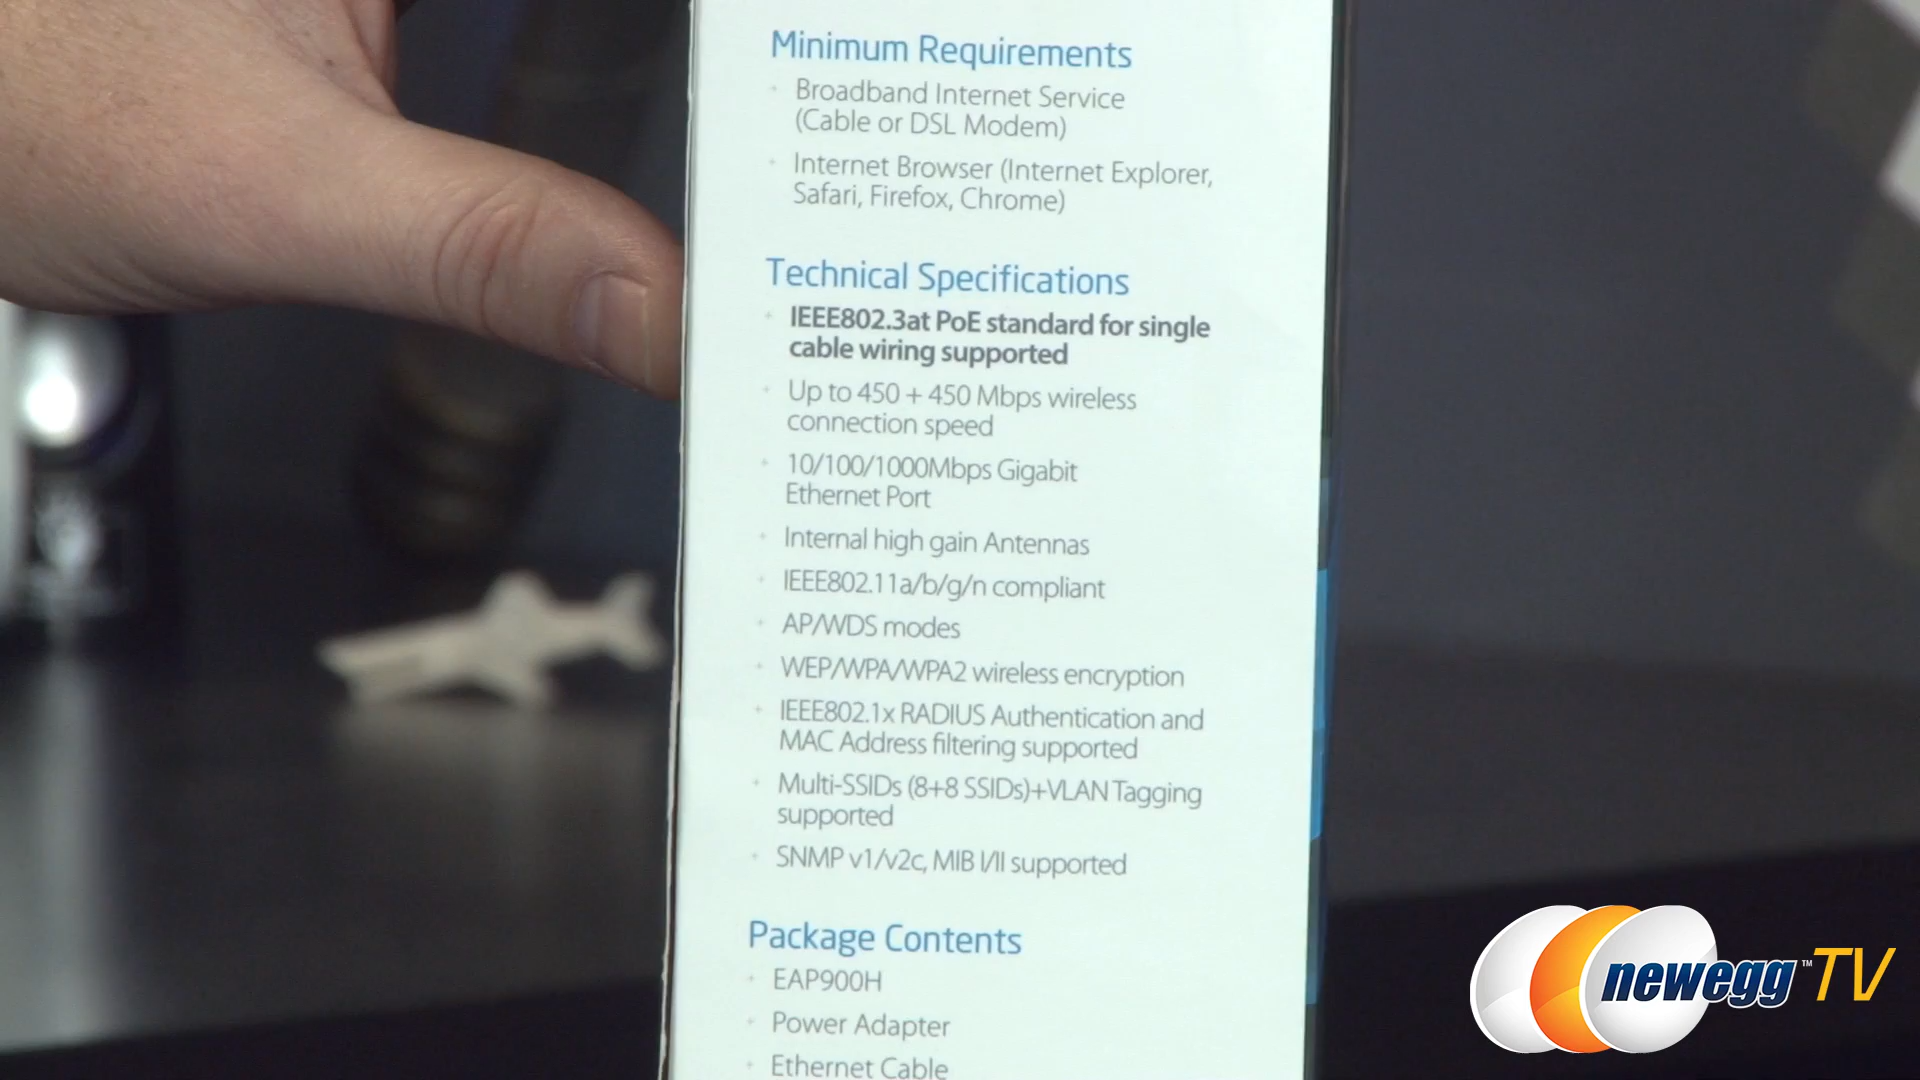 Minimum Requirements
Broadband Internet Service
(Cable or DSL Modem)
Internet Browser (Internet Explorer,
Safari, Firefox, Chrome)
Technical Specifications
IEEE802.3at PoE standard for single
cable wiring supported
Up to 450 + 450 Mbps wireless
connection speed
10/100/1000Mbps Gigabit
Ethernet Port
Internal high gain Antennas
IEEE802.11a/b/g/n compliant
AP/WDS modes
WEP/WPA/WPA2 wireless encryption
IEEE802.1x RADIUS Authentication and
MAC Address filtering supported
Multi-SSIDs (8+8 SSIDs)+VLAN Tagging
supported
SNMP v1/v2c, MIB I/II supported
Package Contents
EAP900H
Power Adapter
Ethernet Cable
newegg™TV